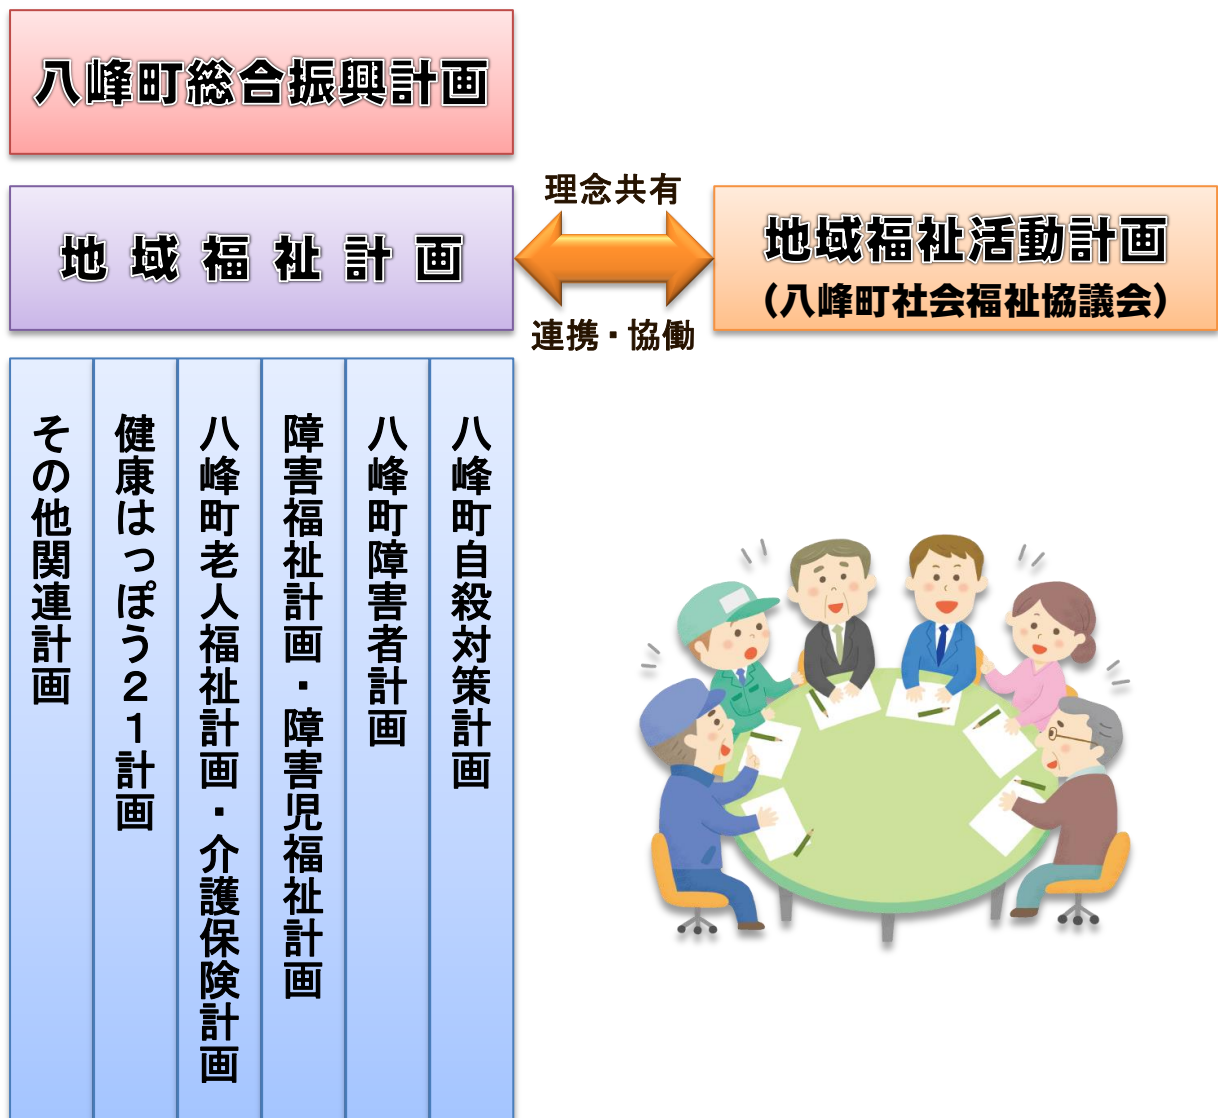 八峰町総合振興計画
地域福祉計画
理念共有
連携・協働
地域福祉活動計画
（八峰町社会福祉協議会）
八峰町自殺対策計画
八峰町障害者計画
障害福祉計画・障害児福祉計画
八峰町老人福祉計画・介護保険計画
健康はっぽう２１計画
その他関連計画